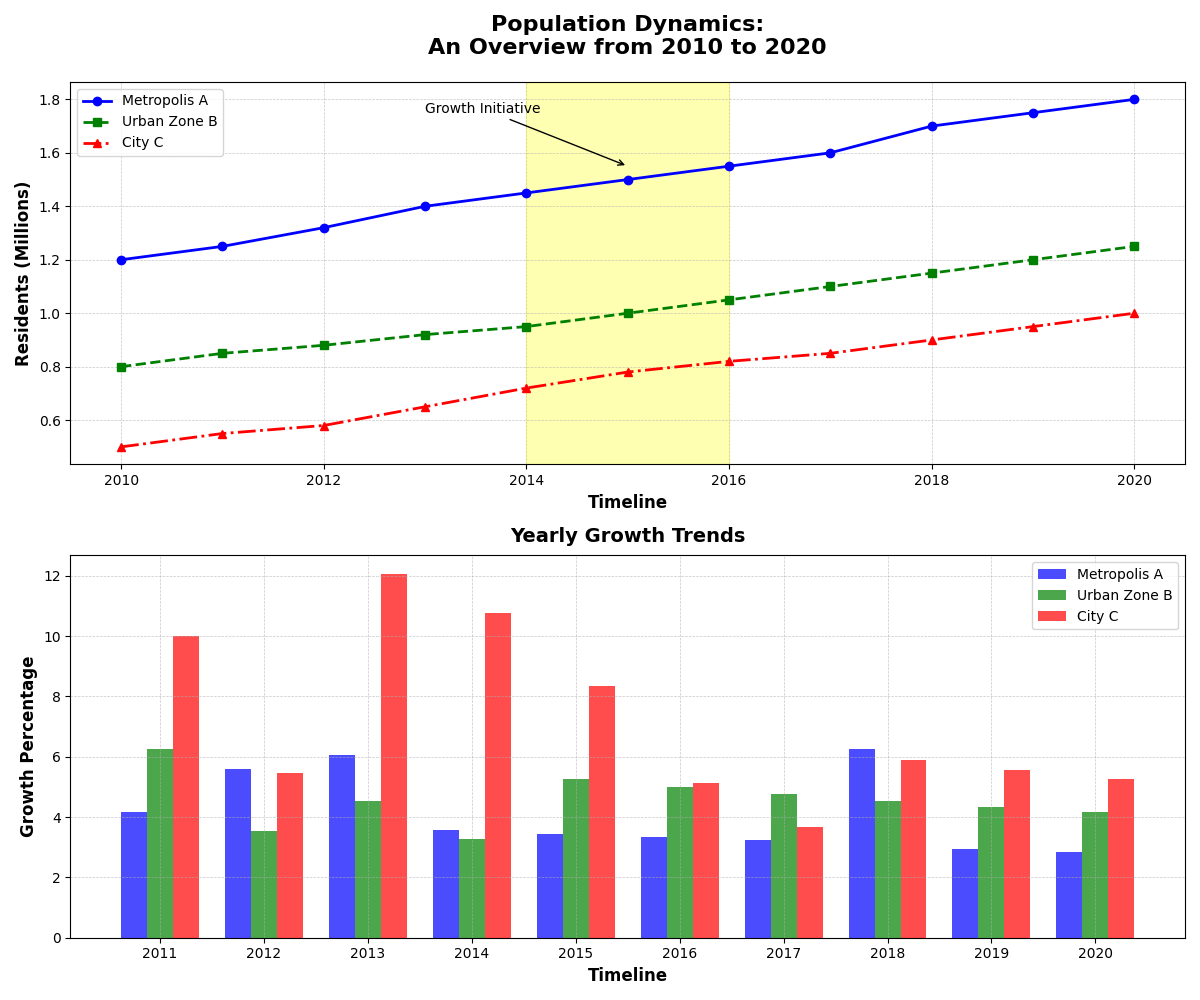 Population Dynamics:
An Overview from 2010 to 2020
Metropolis A
Urban Zone B
City C
Growth Initiative
Residents (Millions)
1.8
1.6
1.4
1.2
1.0
0.8
0.6
2010 2012 2014 2016 2018 2020
Timeline
Yearly Growth Trends
Metropolis A
Urban Zone B
City C
Growth Percentage
12
10
8
6
4
2
0
2011 2012 2013 2014 2015 2016 2017 2018 2019 2020
Timeline